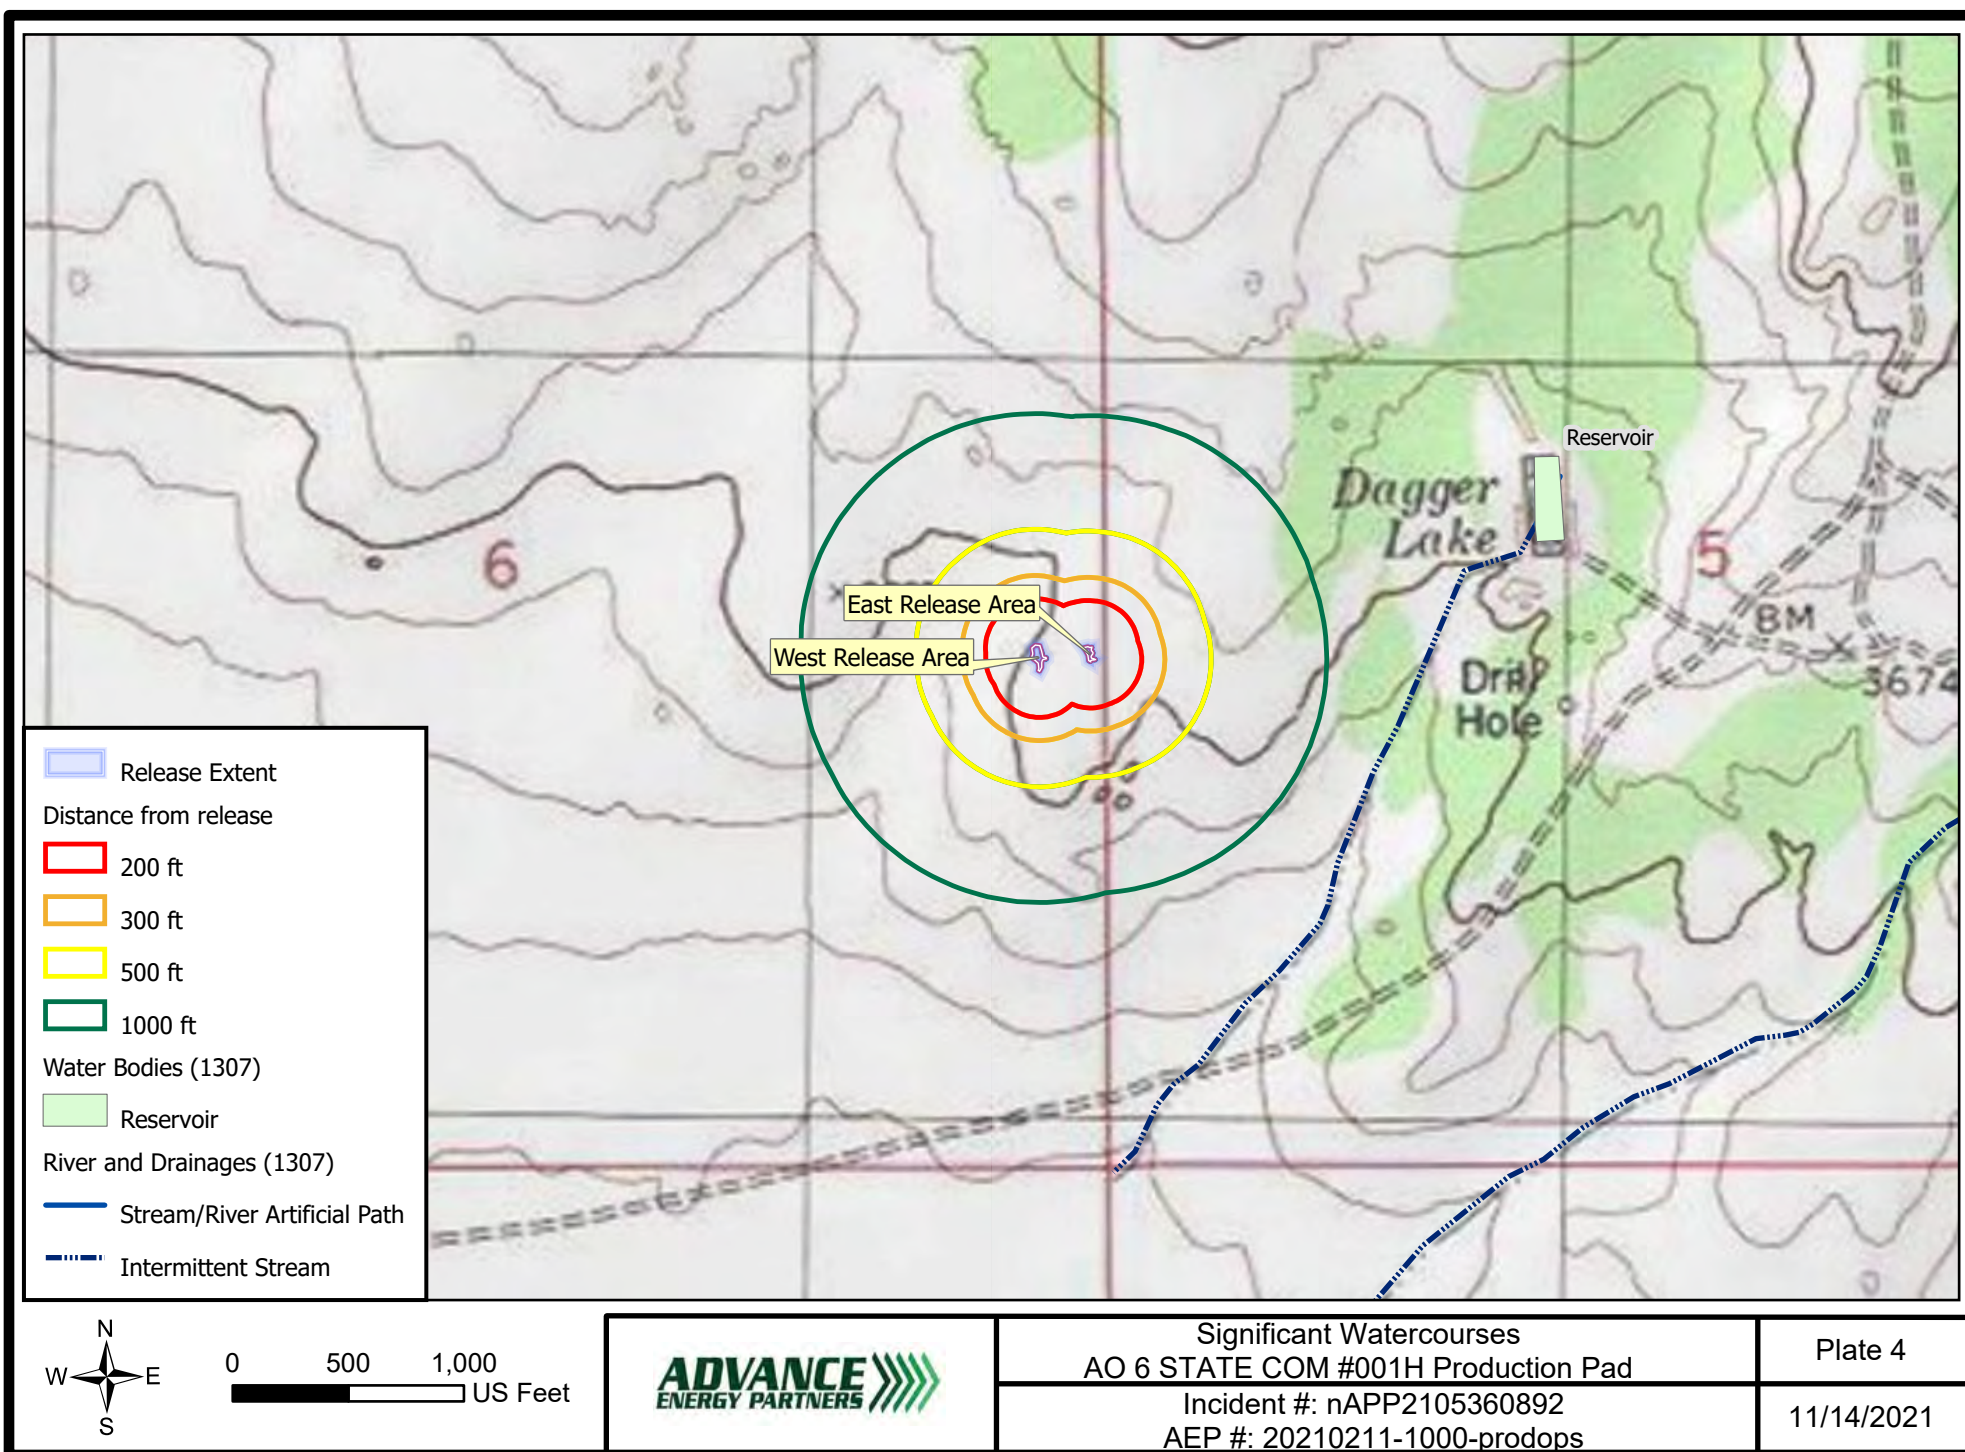 Reservoir
Dagger
Lake
6
5
East Release Area
West Release Area
BM
3674
Drill
Hole
Release Extent
Distance from release
200 ft
300 ft
500 ft
1000 ft
Water Bodies (1307)
Reservoir
River and Drainages (1307)
Stream/River Artificial Path
Intermittent Stream
N
W E
S
0 500 1,000
US Feet
ADVANCE
ENERGY PARTNERS
Significant Watercourses
AO 6 STATE COM #001H Production Pad
Incident #: nAPP2105360892
AEP #: 20210211-1000-prodops
Plate 4
11/14/2021